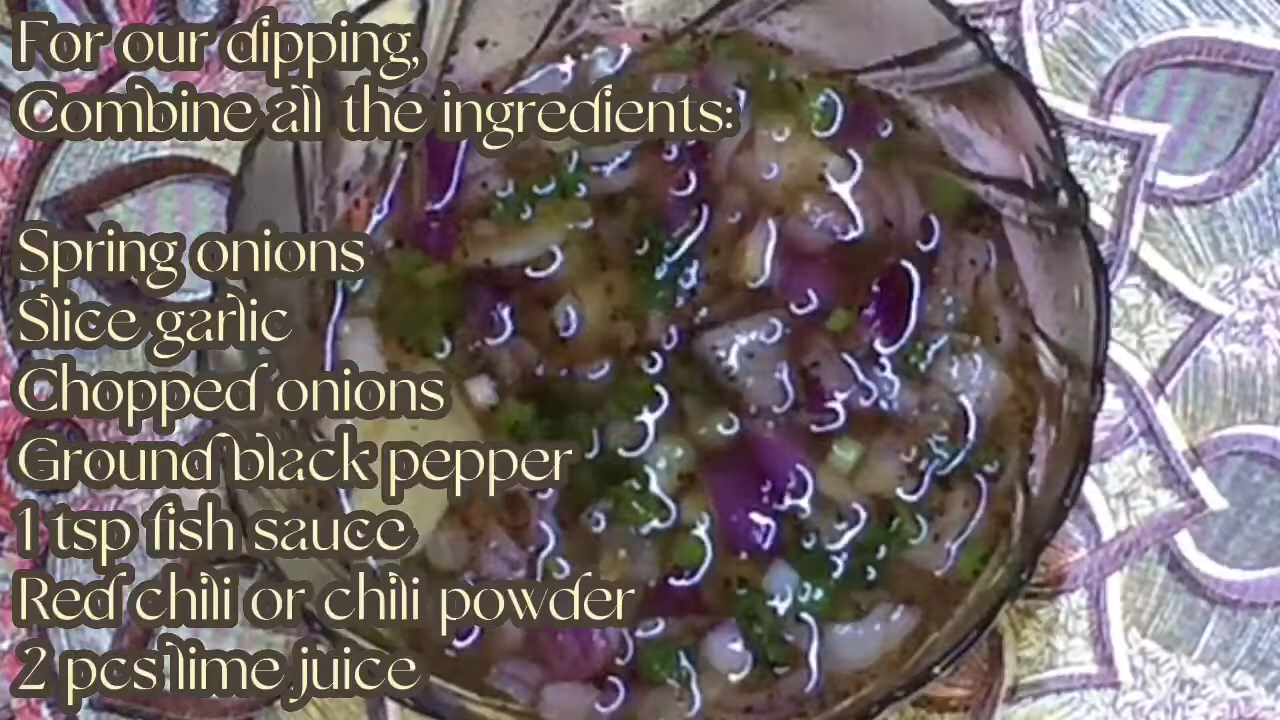 For our dipping,
Combine all the ingredients:
Spring onions
Slice garlic
Chopped onions
Ground black pepper
1 tsp fish sauce
Red chili or chili powder
2 pcs lime juice